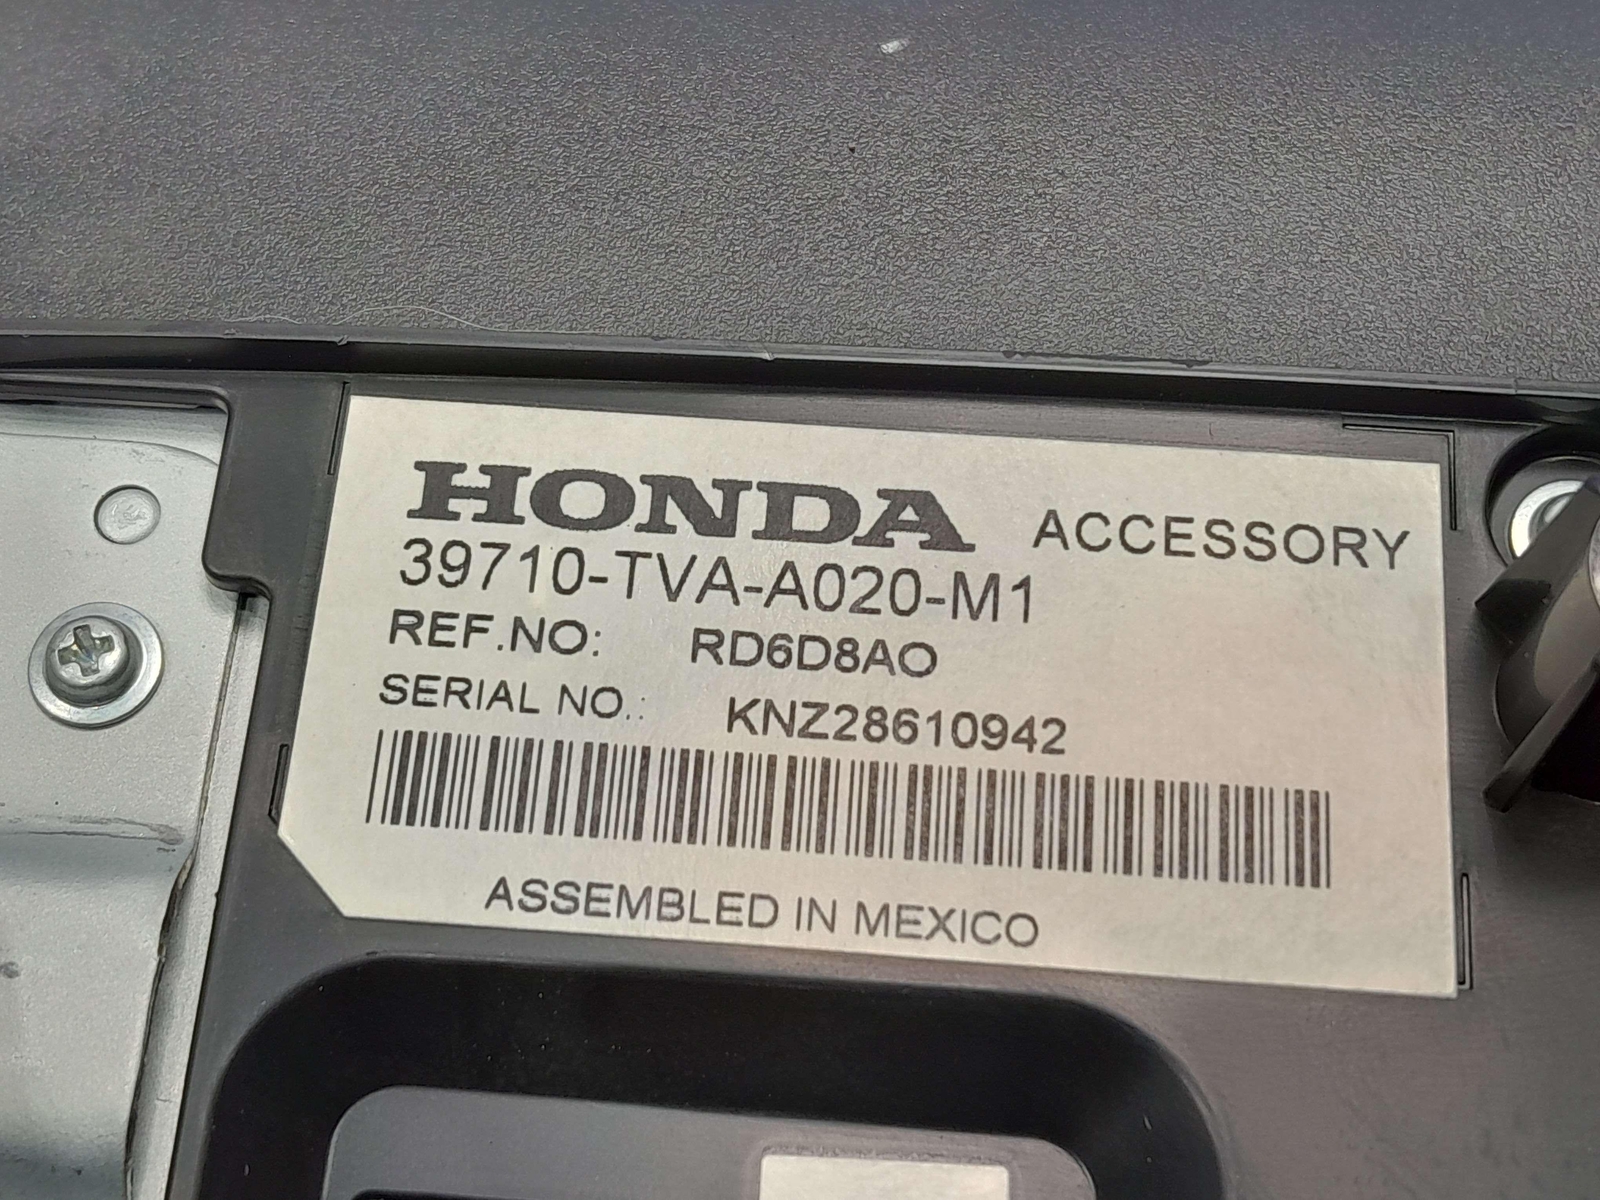 HONDA ACCESSORY
39710-TVA-A020-M1
REF.NO: RD6D8AO
SERIAL NO.: KNZ28610942
ASSEMBLED IN MEXICO